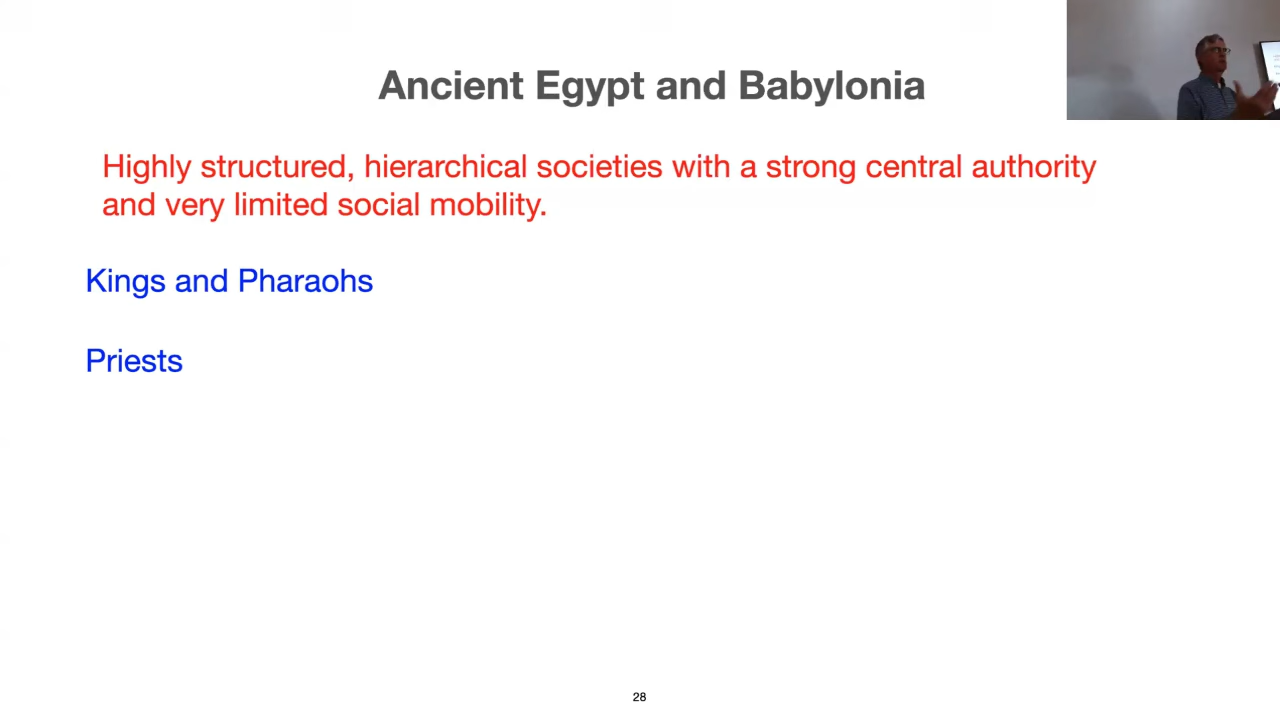 Ancient Egypt and Babylonia
Highly structured, hierarchical societies with a strong central authority
and very limited social mobility.
Kings and Pharaohs
Priests
28